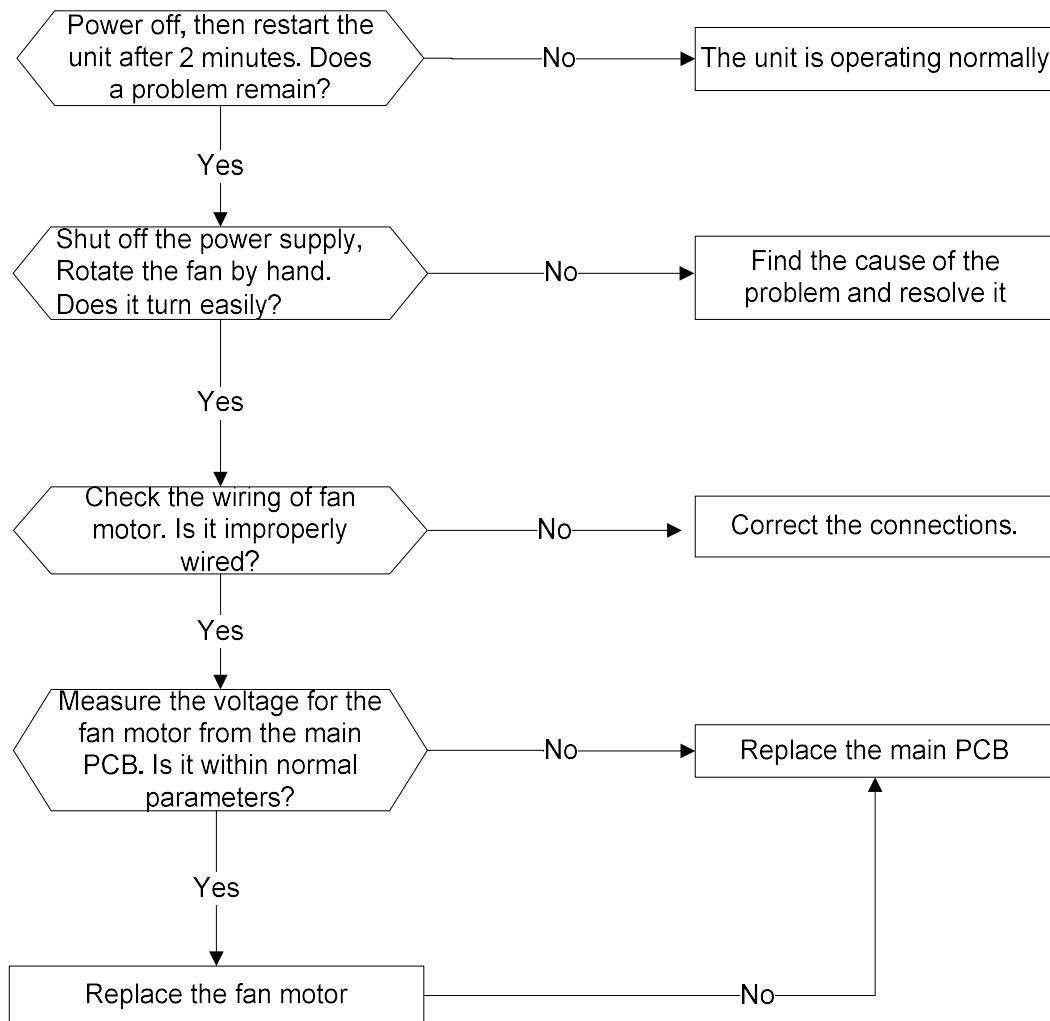 Power off, then restart the
unit after 2 minutes. Does
a problem remain?
No
The unit is operating normally
Yes
Shut off the power supply,
Rotate the fan by hand.
Does it turn easily?
No
Find the cause of the
problem and resolve it
Yes
Check the wiring of fan
motor. Is it improperly
wired?
No
Correct the connections.
Yes
Measure the voltage for the
fan motor from the main
PCB. Is it within normal
parameters?
No
Replace the main PCB
Yes
Replace the fan motor
No